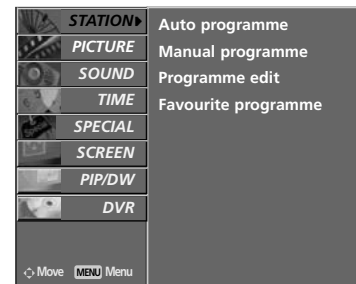 STATION
PICTURE
SOUND
TIME
SPECIAL
SCREEN
PIP/DW
DVR
Move MENU Menu
Auto programme
Manual programme
Programme edit
Favourite programme